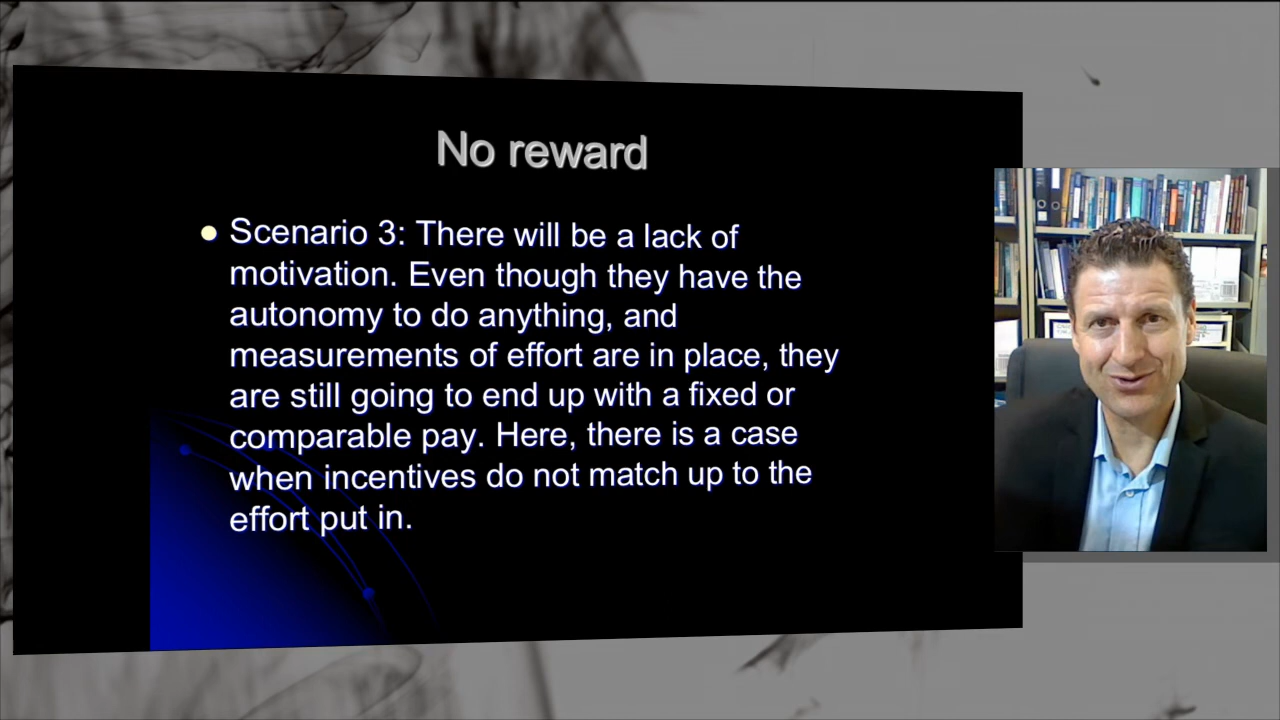 No reward
Scenario 3: There will be a lack of
motivation. Even though they have the
autonomy to do anything, and
measurements of effort are in place, they
are still going to end up with a fixed or
comparable pay. Here, there is a case
when incentives do not match up to the
effort put in.